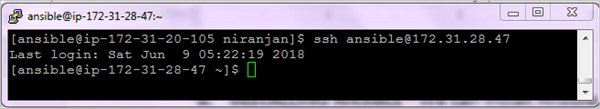 ansible@ip-172-31-28-47:~
[ansible@ip-172-31-20-105 niranjan]$ ssh ansible@172.31.28.47
Last login: Sat Jun  9 05:22:19 2018
[ansible@ip-172-31-28-47 ~]$